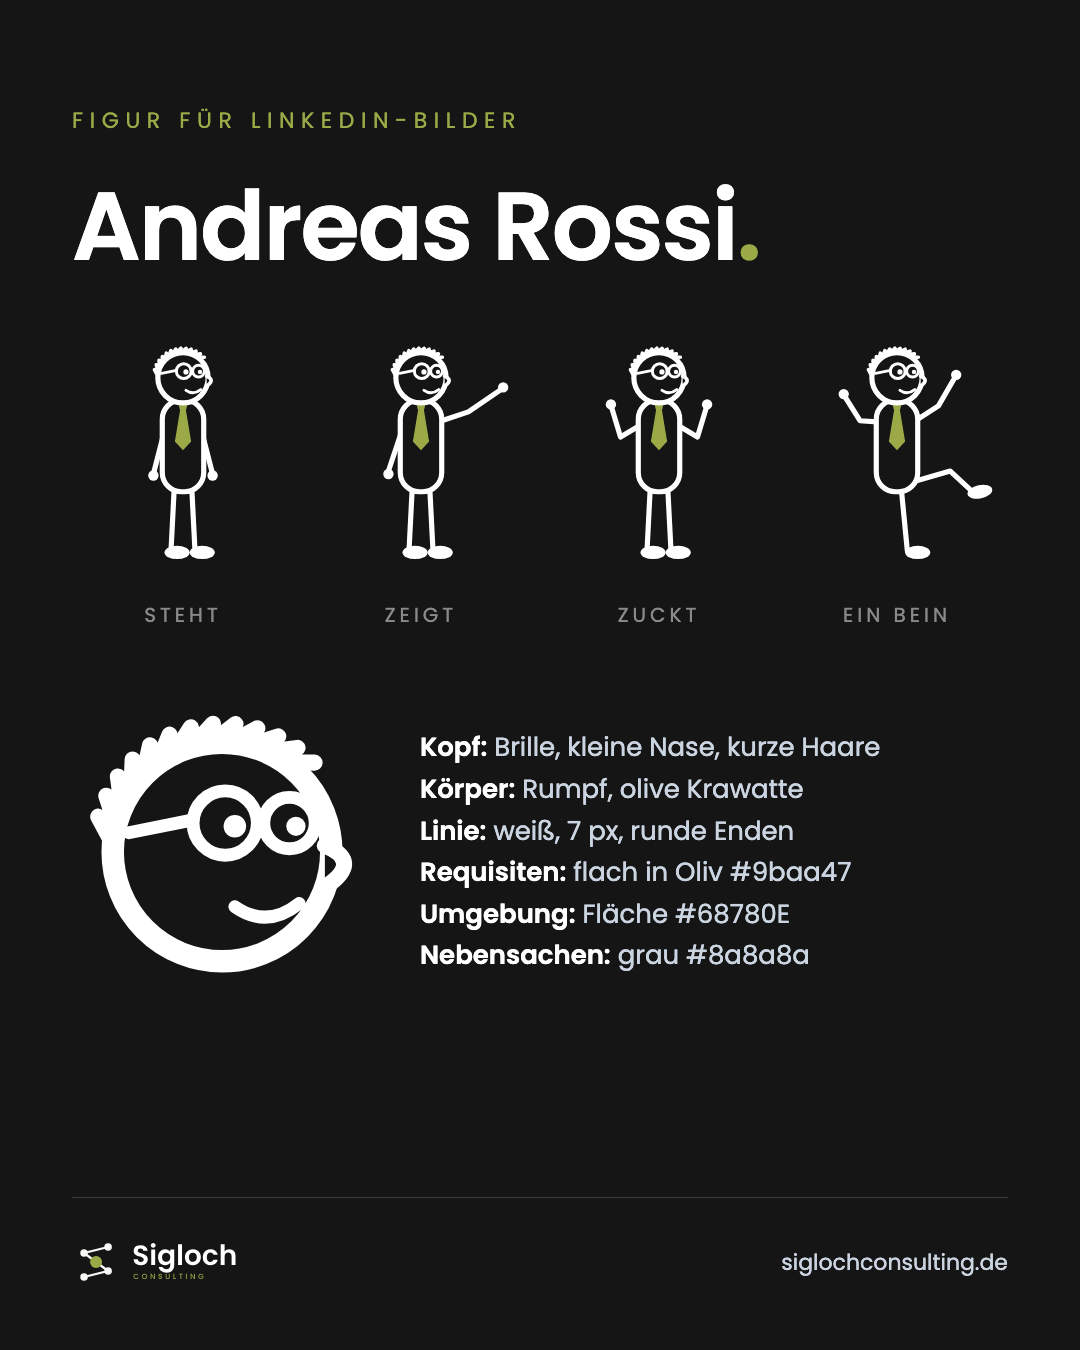 FIGUR FÜR LINKEDIN-BILDER
Andreas Rossi.
STEHT
ZEIGT
ZUCKT
EIN BEIN
Kopf: Brille, kleine Nase, kurze Haare
Körper: Rumpf, olive Krawatte
Linie: weiß, 7 px, runde Enden
Requisiten: flach in Oliv #9baa47
Umgebung: Fläche #68780E
Nebensachen: grau #8a8a8a
Sigloch
CONSULTING
siglochconsulting.de